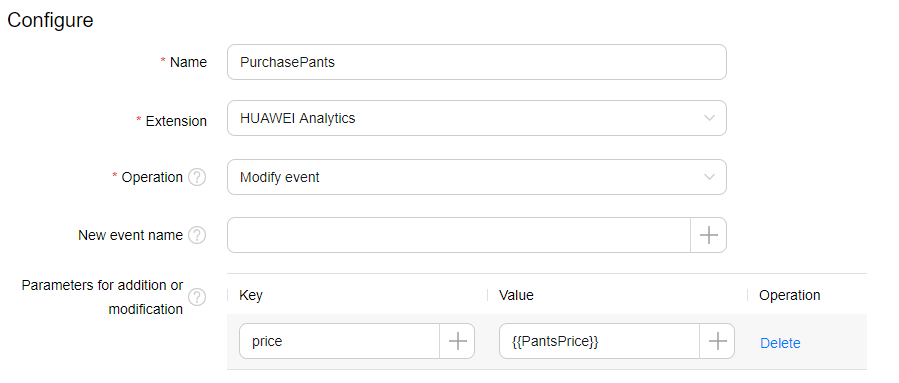 Configure
* Name PurchasePants
* Extension HUAWEI Analytics
* Operation ? Modify event
New event name ?
Parameters for addition or
modification ?
Key Value Operation
price {{PantsPrice}} Delete